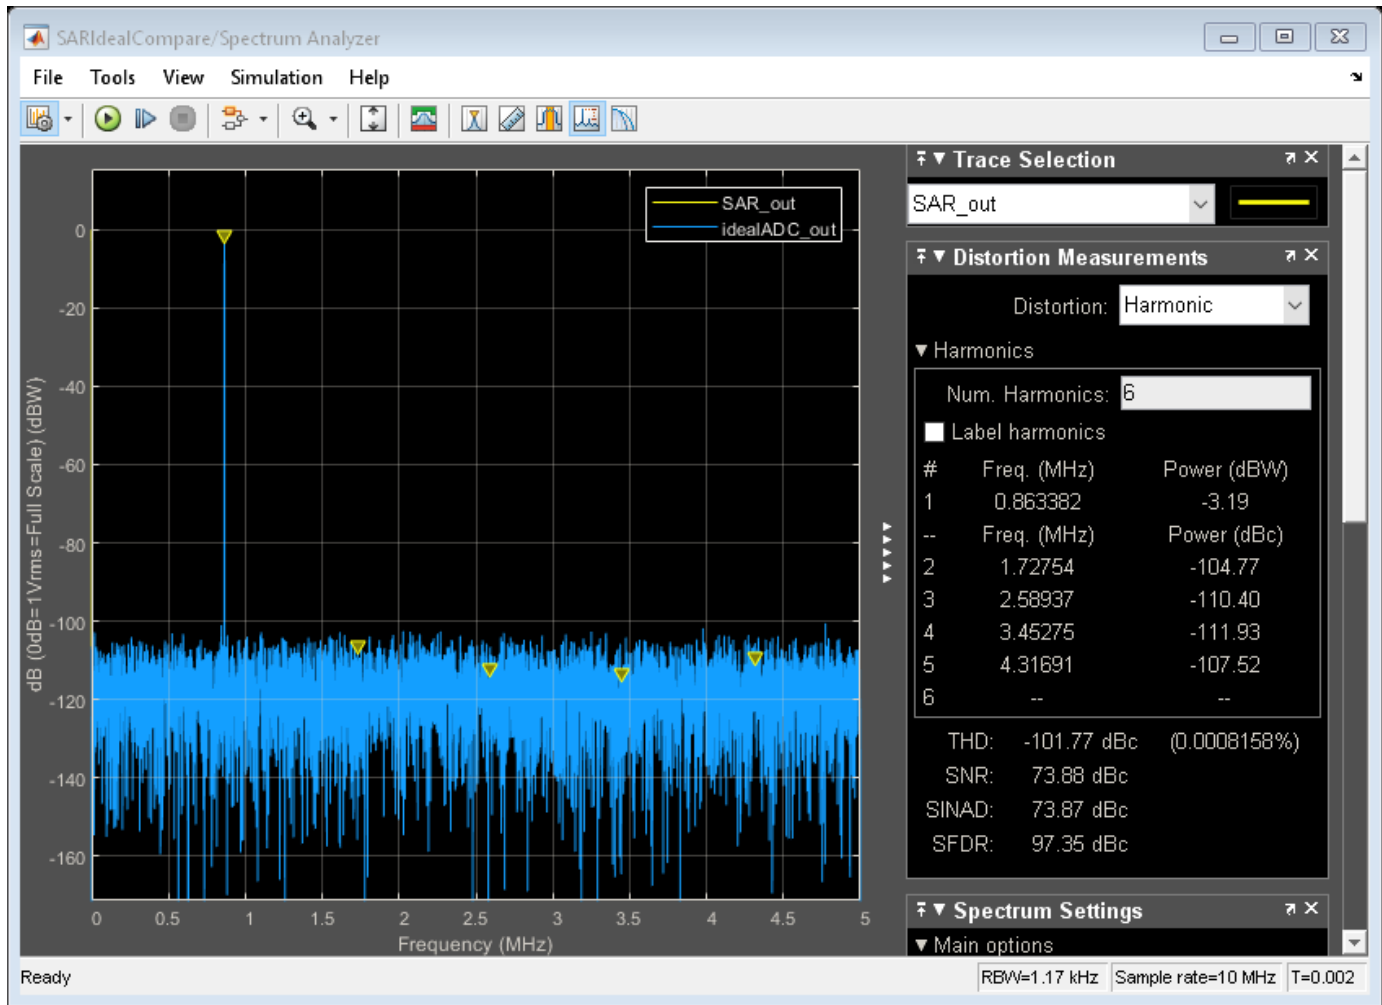 SARIdealCompare/Spectrum Analyzer
File Tools View Simulation Help
SAR_out
idealADC_out
0
-20
-40
-60
-80
-100
-120
-140
-160
dB (0dB=1Vrms=Full Scale) (dBW)
0 0.5 1 1.5 2 2.5 3 3.5 4 4.5 5
Frequency (MHz)
Trace Selection
SAR_out
Distortion Measurements
Distortion: Harmonic
Harmonics
Num. Harmonics: 6
Label harmonics
# Freq. (MHz) Power (dBW)
1 0.863382 -3.19
-- Freq. (MHz) Power (dBc)
2 1.72754 -104.77
3 2.58937 -110.40
4 3.45275 -111.93
5 4.31691 -107.52
6 -- --
THD: -101.77 dBc (0.0008158%)
SNR: 73.88 dBc
SINAD: 73.87 dBc
SFDR: 97.35 dBc
Spectrum Settings
Main options
Ready RBW=1.17 kHz Sample rate=10 MHz T=0.002